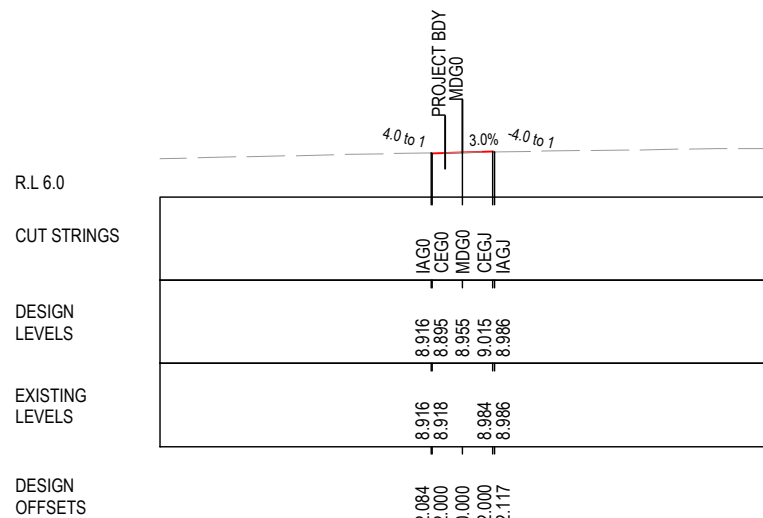 PROJECT BDY
MDG0
4.0 to 1
3.0%
-4.0 to 1
R.L 6.0
CUT STRINGS
IAG0
CEG0
MDG0
CEGJ
IAGJ
DESIGN
LEVELS
8.916
8.895
8.955
9.015
8.986
EXISTING
LEVELS
8.916
8.918
8.984
8.986
DESIGN
OFFSETS